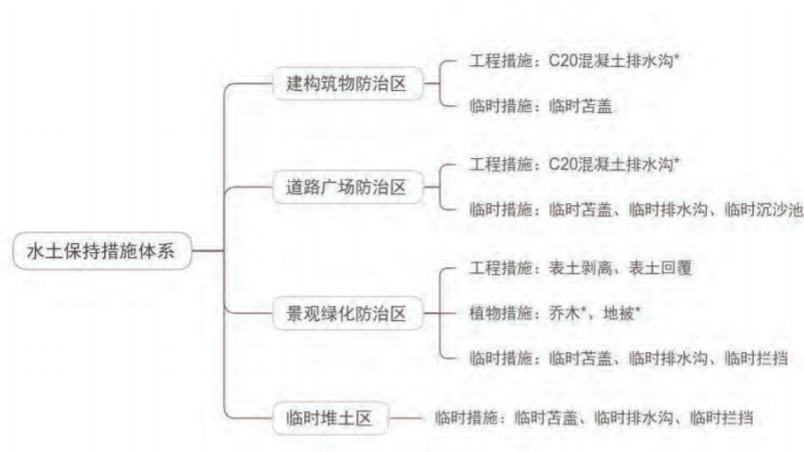 水土保持措施体系
建构筑物防治区
工程措施：C20混凝土排水沟*
临时措施：临时苫盖
道路广场防治区
工程措施：C20混凝土排水沟*
临时措施：临时苫盖、临时排水沟、临时沉沙池
景观绿化防治区
工程措施：表土剥离、表土回覆
植物措施：乔木*、地被*
临时措施：临时苫盖、临时排水沟、临时拦挡
临时堆土区
临时措施：临时苫盖、临时排水沟、临时拦挡